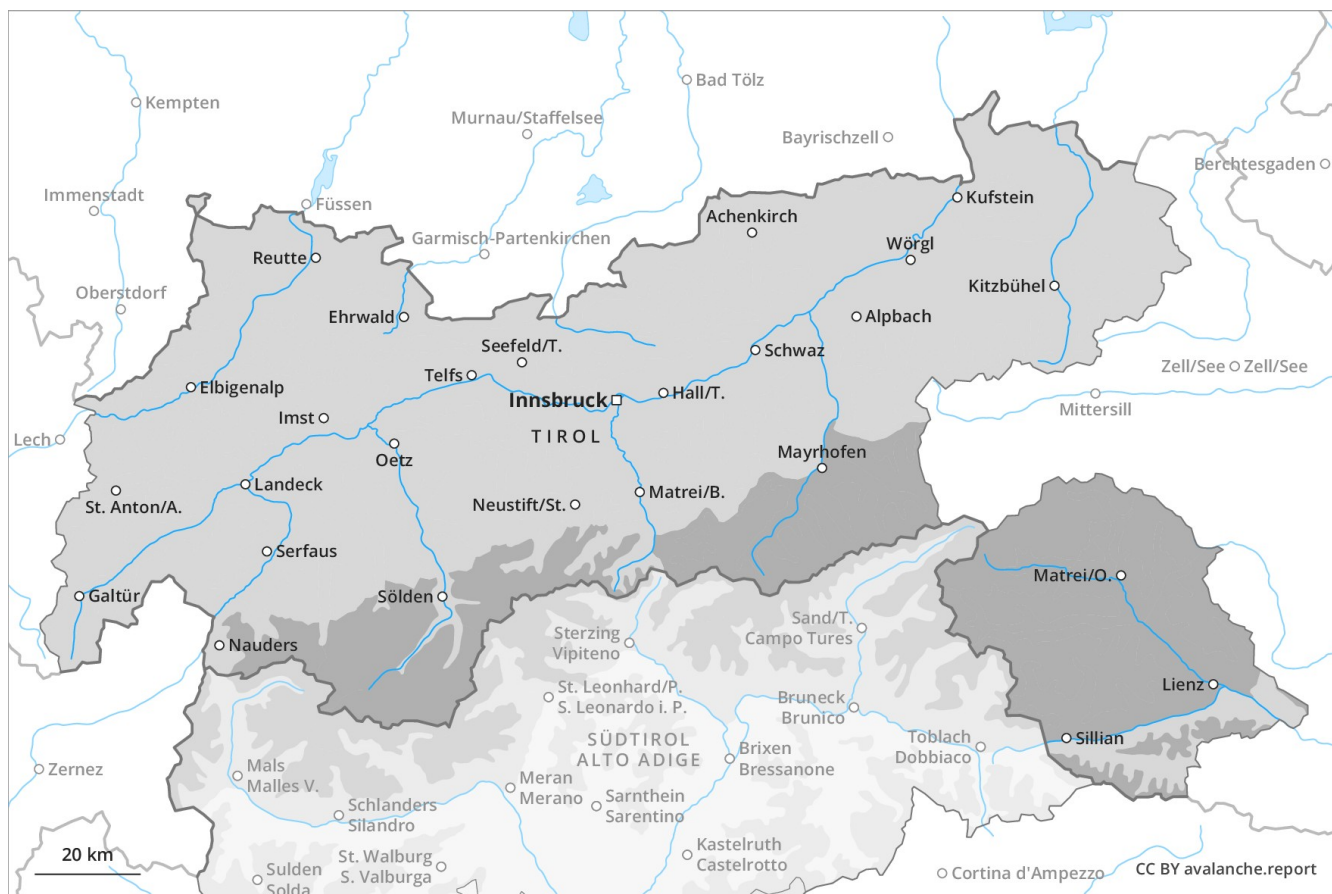 Bad Tölz
Kempten
Murnau/Staffelsee
Bayrischzell
Berchtesgaden
Immenstadt
Füssen
Kufstein
Achenkirch
Garmisch-Partenkirchen
Wörgl
Reutte
Kitzbühel
Oberstdorf
Ehrwald
Alpbach
Seefeld/T.
Schwaz
Zell/See
Zell/See
Telfs
Elbigenalp
Innsbruck
Hall/T.
Mittersill
Imst
TIROL
Lech
Oetz
Mayrhofen
Landeck
Matrei/B.
St. Anton/A.
Neustift/St.
Serfaus
Matrei/O.
Galtür
Sölden
Sand/T.
Campo Tures
Sterzing
Vipiteno
Nauders
Lienz
St. Leonhard/P.
S. Leonardo i. P.
Bruneck
Brunico
SÜDTIROL
ALTO ADIGE
Toblach
Dobbiaco
Sillian
Brixen
Bressanone
Zernez
Mals
Malles V.
Meran
Merano
Sarnthein
Sarentino
Schlanders
Silandro
Kastelruth
Castelrotto
20 km
St. Walburg
S. Valburga
Sulden
Solda
Cortina d'Ampezzo
CC BY avalanche.report